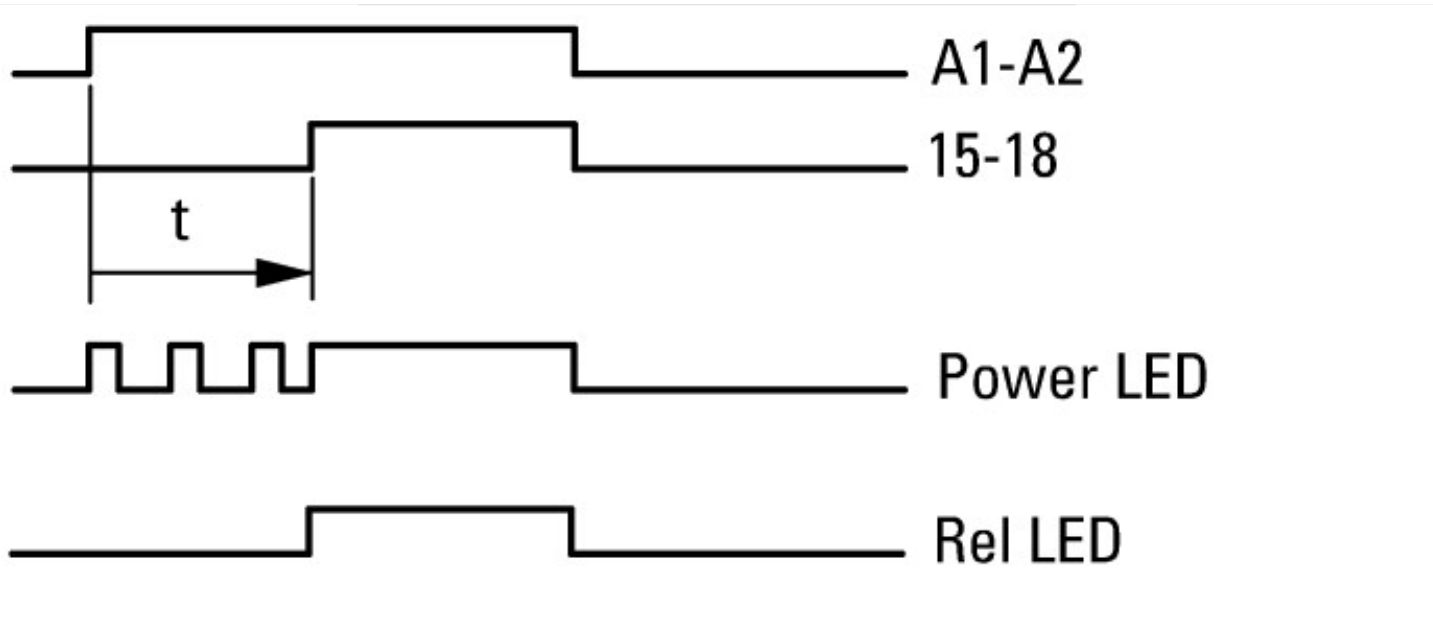 A1-A2
15-18
t
Power LED
Rel LED